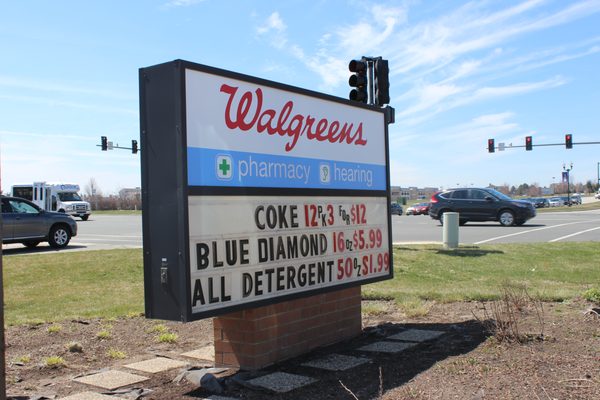 Walgreens
pharmacy hearing
COKE 12PK 3 FOR $12
BLUE DIAMOND 16OZ $5.99
ALL DETERGENT 50OZ $1.99